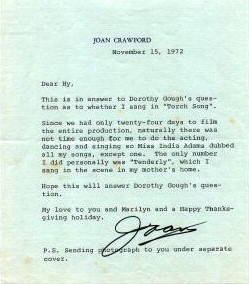 JOAN CRAWFORD
November 15, 1972
Dear Hy,
This is in answer to Dorothy Gough's ques-
tion as to whether I sang in "Torch Song".
Since we had only twenty-four days to film
the entire production, naturally there was
not time enough for me to do the acting,
dancing and singing so Miss India Adams dubbed
all my songs, except one. The only number
I did personally was "Tenderly", which I
sang in the scene in my mother's home.
Hope this will answer Dorothy Gough's
question.
My love to you and Marilyn and a Happy Thanks-
giving holiday.
Joan
P.S. Sending photograph to you under separate
cover.